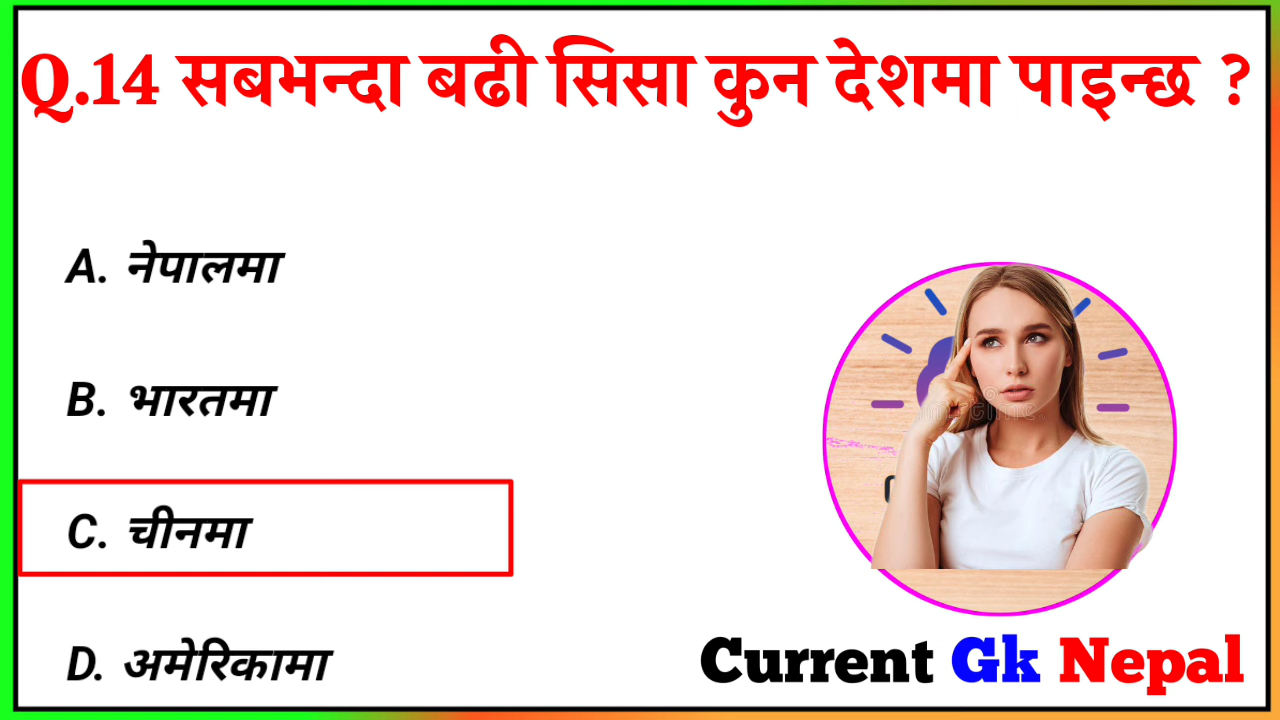 Q.14 सबभन्दा बढी सिसा कुन देशमा पाइन्छ ?
A. नेपालमा
B. भारतमा
C. चीनमा
D. अमेरिकामा
Current Gk Nepal